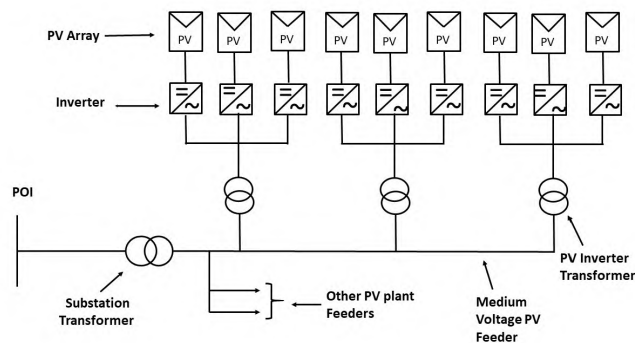 PV Array
PV PV PV PV PV PV PV PV PV
Inverter
POI
PV Inverter
Transformer
Substation
Transformer
Other PV plant
Feeders
Medium
Voltage PV
Feeder